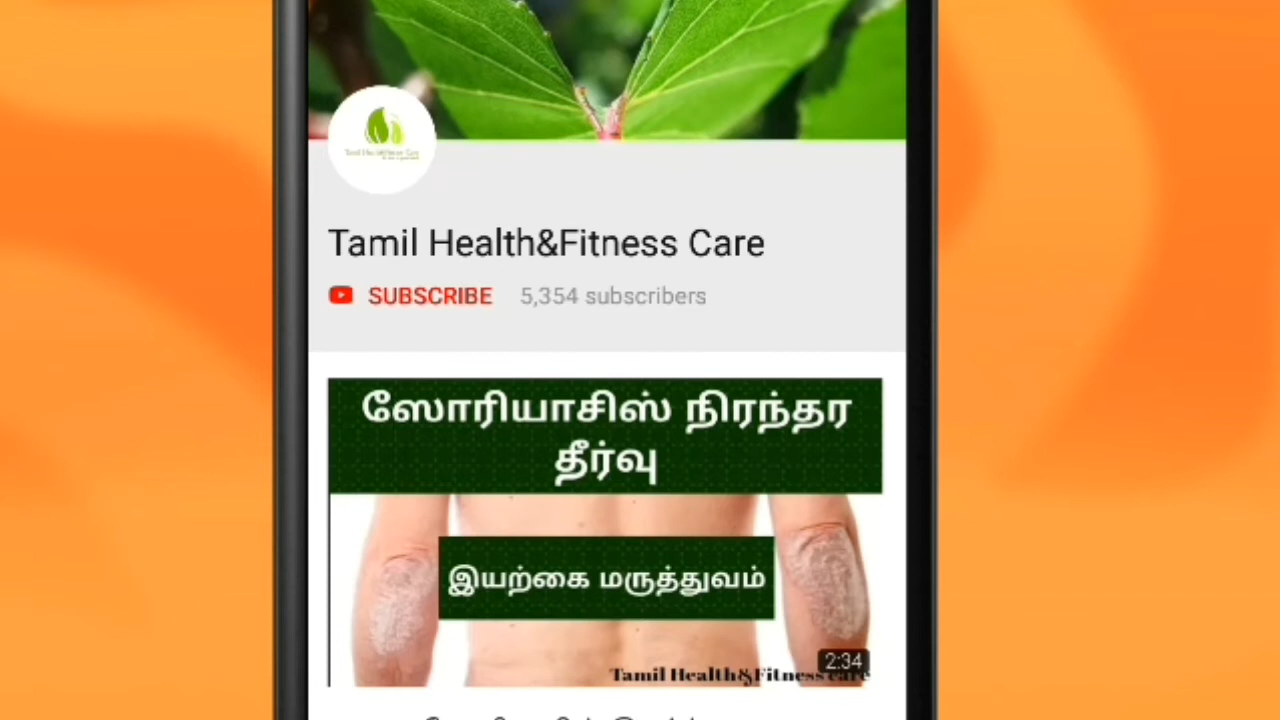 Tamil Health&Fitness Care
SUBSCRIBE 5,354 subscribers
ஸோரியாசிஸ் நிரந்தர
தீர்வு
இயற்கை மருத்துவம்
2:34
Tamil Health&Fitness care